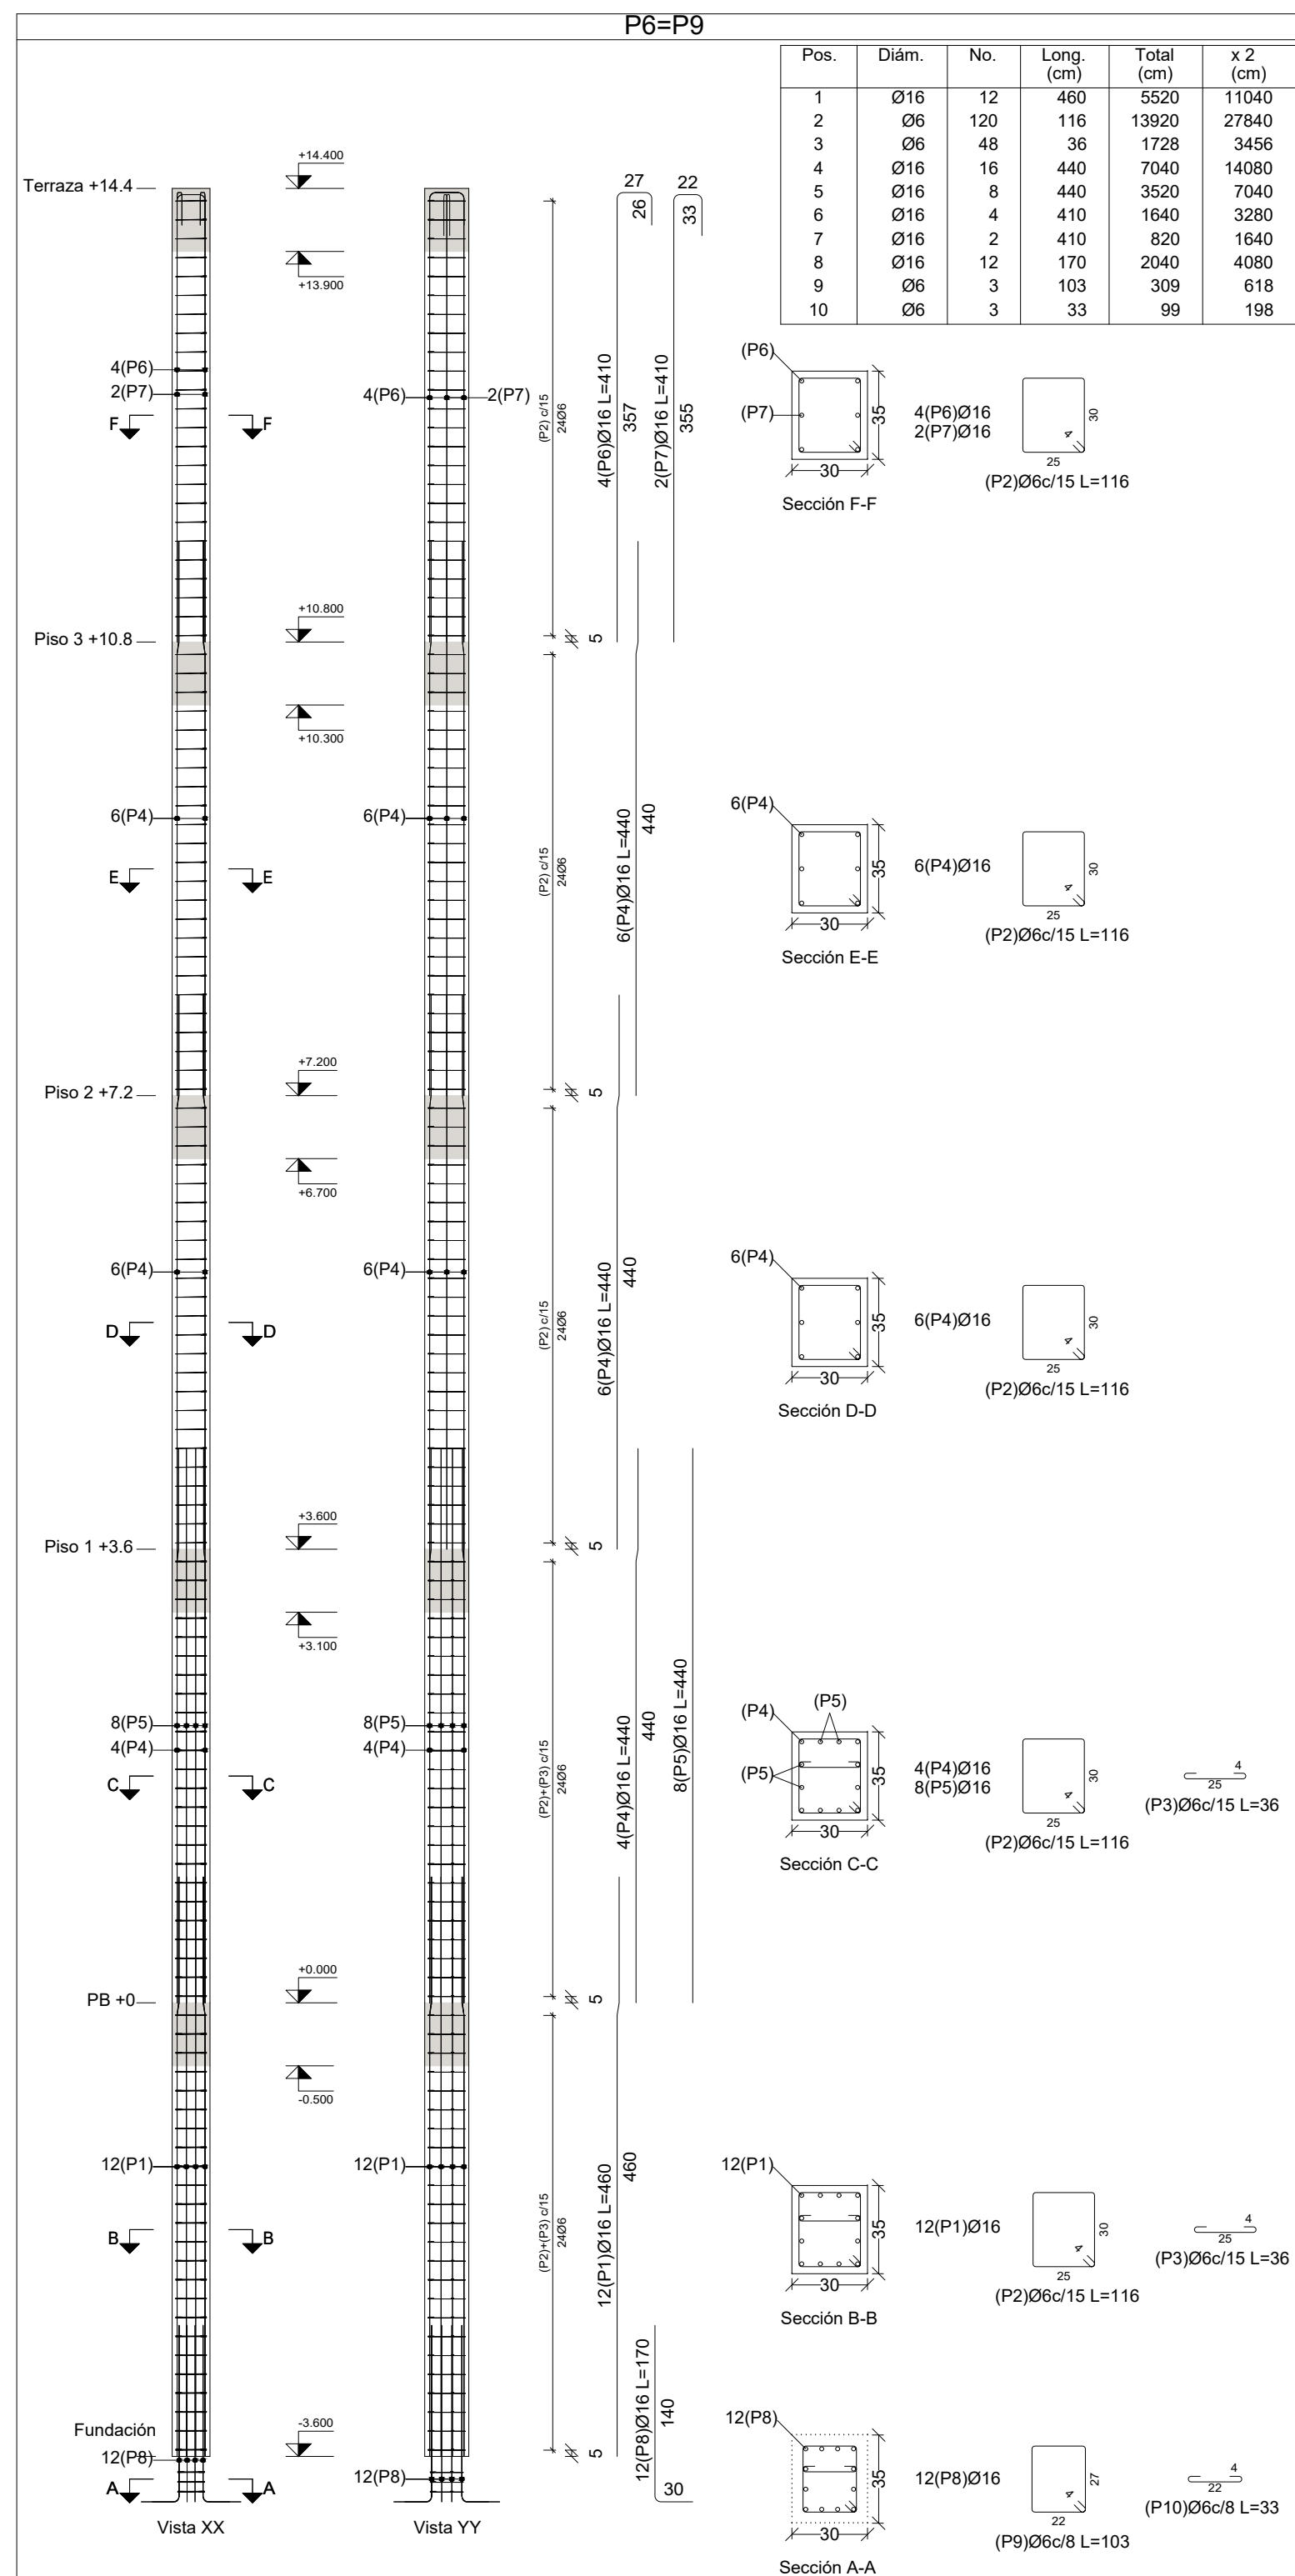 P6=P9
Pos. Diám. No. Long. (cm) Total (cm) x 2 (cm)
1 Ø16 12 460 5520 11040
2 Ø6 120 116 13920 27840
3 Ø6 48 36 1728 3456
4 Ø16 16 440 7040 14080
5 Ø16 8 440 3520 7040
6 Ø16 4 410 1640 3280
7 Ø16 2 410 820 1640
8 Ø16 12 170 2040 4080
9 Ø6 3 103 309 618
10 Ø6 3 33 99 198
Terraza +14.4
+14.400
+13.900
27
26
22
33
4(P6)
2(P7)
4(P6)
2(P7)
F F
(P2) c/15
24Ø6
4(P6)Ø16 L=410
357
2(P7)Ø16 L=410
355
(P6)
(P7)
35
30
4(P6)Ø16
2(P7)Ø16
30
4
25
(P2)Ø6c/15 L=116
Sección F-F
Piso 3 +10.8
+10.800
5
+10.300
6(P4)
6(P4)
E E
(P2) c/15
24Ø6
6(P4)Ø16 L=440
440
6(P4)
35
30
6(P4)Ø16
30
4
25
(P2)Ø6c/15 L=116
Sección E-E
Piso 2 +7.2
+7.200
5
+6.700
6(P4)
6(P4)
D D
(P2) c/15
24Ø6
6(P4)Ø16 L=440
440
6(P4)
35
30
6(P4)Ø16
30
4
25
(P2)Ø6c/15 L=116
Sección D-D
Piso 1 +3.6
+3.600
5
+3.100
8(P5)
4(P4)
8(P5)
4(P4)
C C
(P2)+(P3) c/15
24Ø6
4(P4)Ø16 L=440
440
8(P5)Ø16 L=440
(P4)
(P5)
(P5)
35
30
4(P4)Ø16
8(P5)Ø16
30
4
25
(P2)Ø6c/15 L=116
4
25
(P3)Ø6c/15 L=36
Sección C-C
PB +0
+0.000
5
-0.500
12(P1)
12(P1)
B B
(P2)+(P3) c/15
24Ø6
12(P1)Ø16 L=460
460
12(P1)
35
30
12(P1)Ø16
30
4
25
(P2)Ø6c/15 L=116
4
25
(P3)Ø6c/15 L=36
Sección B-B
Fundación
-3.600
5
12(P8)
12(P8)
A A
12(P8)Ø16 L=170
140
30
12(P8)
35
30
12(P8)Ø16
27
4
22
(P9)Ø6c/8 L=103
4
22
(P10)Ø6c/8 L=33
Vista XX
Vista YY
Sección A-A